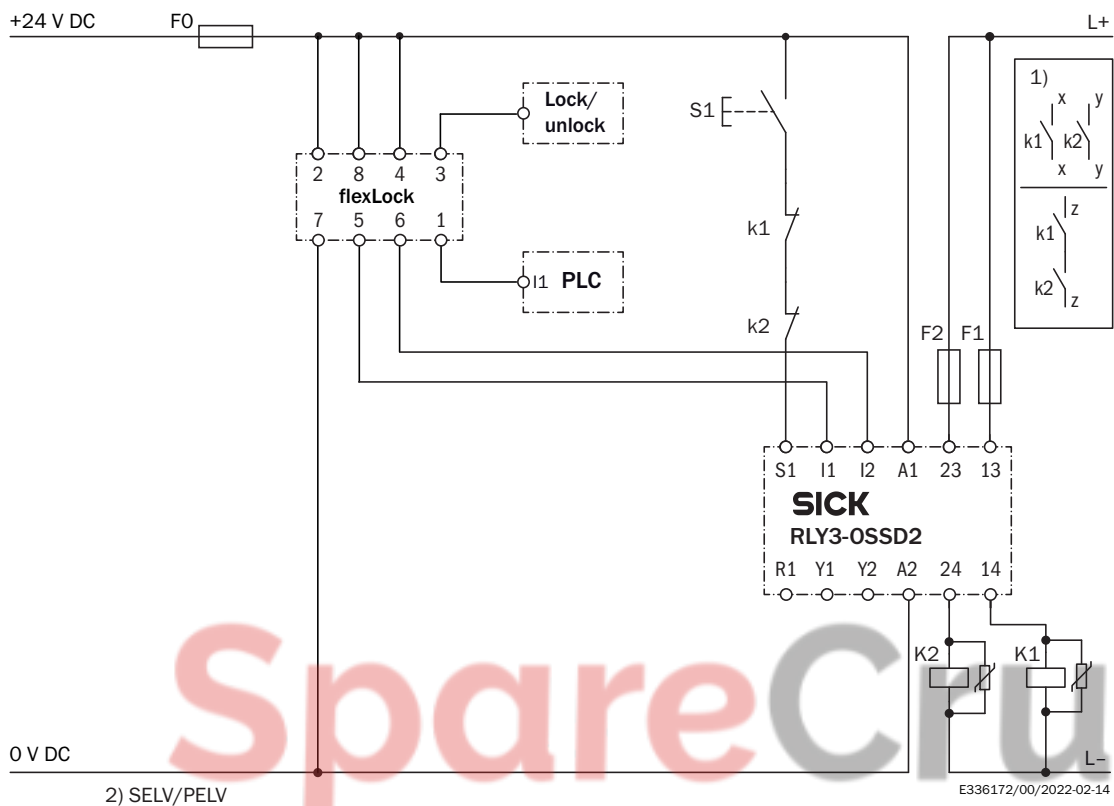 +24 V DC
F0
L+
1)
x y
k1 k2
x y
z
k1
k2
z
Lock/
unlock
S1
2 8 4 3
flexLock
7 5 6 1
I1 PLC
k1
k2
F2 F1
S1 I1 I2 A1 23 13
SICK
RLY3-OSSD2
R1 Y1 Y2 A2 24 14
K2 K1
SpareCru
0 V DC
L–
2) SELV/PELV
E336172/00/2022-02-14